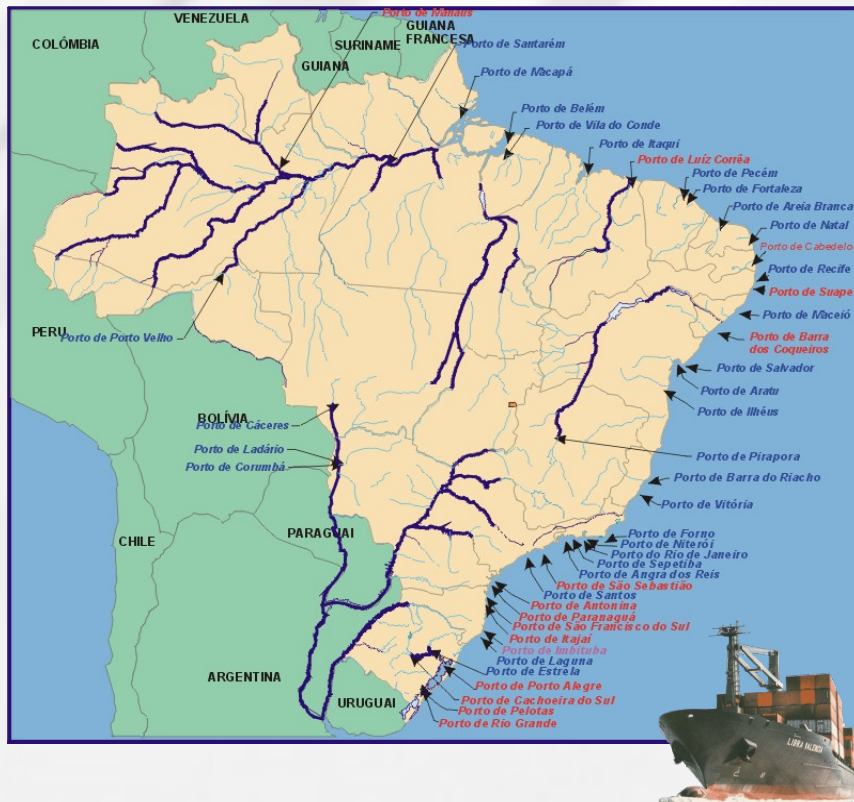 VENEZUELA
Porto de Manaus
GUIANA
FRANCESA
COLÔMBIA
SURINAME
Porto de Santarém
GUIANA
Porto de Macapá
Porto de Belém
Porto de Vila do Conde
Porto de Itaquí
Porto de Luíz Corrêa
Porto de Pecém
Porto de Fortaleza
Porto de Areia Branca
Porto de Natal
Porto de Cabedelo
Porto de Recife
Porto de Suape
Porto de Maceió
PERU
Porto de Porto Velho
Porto de Barra
dos Coqueiros
Porto de Salvador
Porto de Aratu
Porto de Ilhéus
BOLÍVIA
Porto de Cáceres
Porto de Ladário
Porto de Corumbá
Porto de Pirapora
Porto de Barra do Riacho
Porto de Vitória
CHILE
PARAGUAI
Porto de Forno
Porto de Niterói
Porto do Rio de Janeiro
Porto de Sepetiba
Porto de Angra dos Reis
Porto de São Sebastião
Porto de Santos
Porto de Antonina
Porto de Paranaguá
Porto de São Francisco do Sul
Porto de Itajaí
Porto de Imbituba
Porto de Laguna
Porto de Estrela
ARGENTINA
Porto de Porto Alegre
URUGUAI
Porto de Cachoeira do Sul
Porto de Pelotas
Porto de Rio Grande
LIBRA VALENCIA